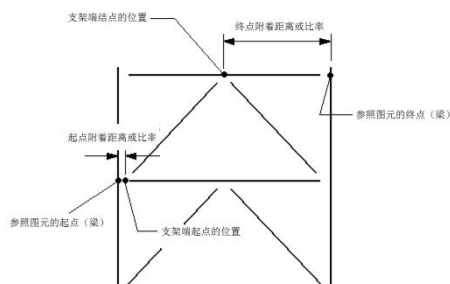 支架端结点的位置
终点附着距离或比率
参照图元的终点（梁）
起点附着距离或比率
参照图元的起点（梁）
支架端起点的位置